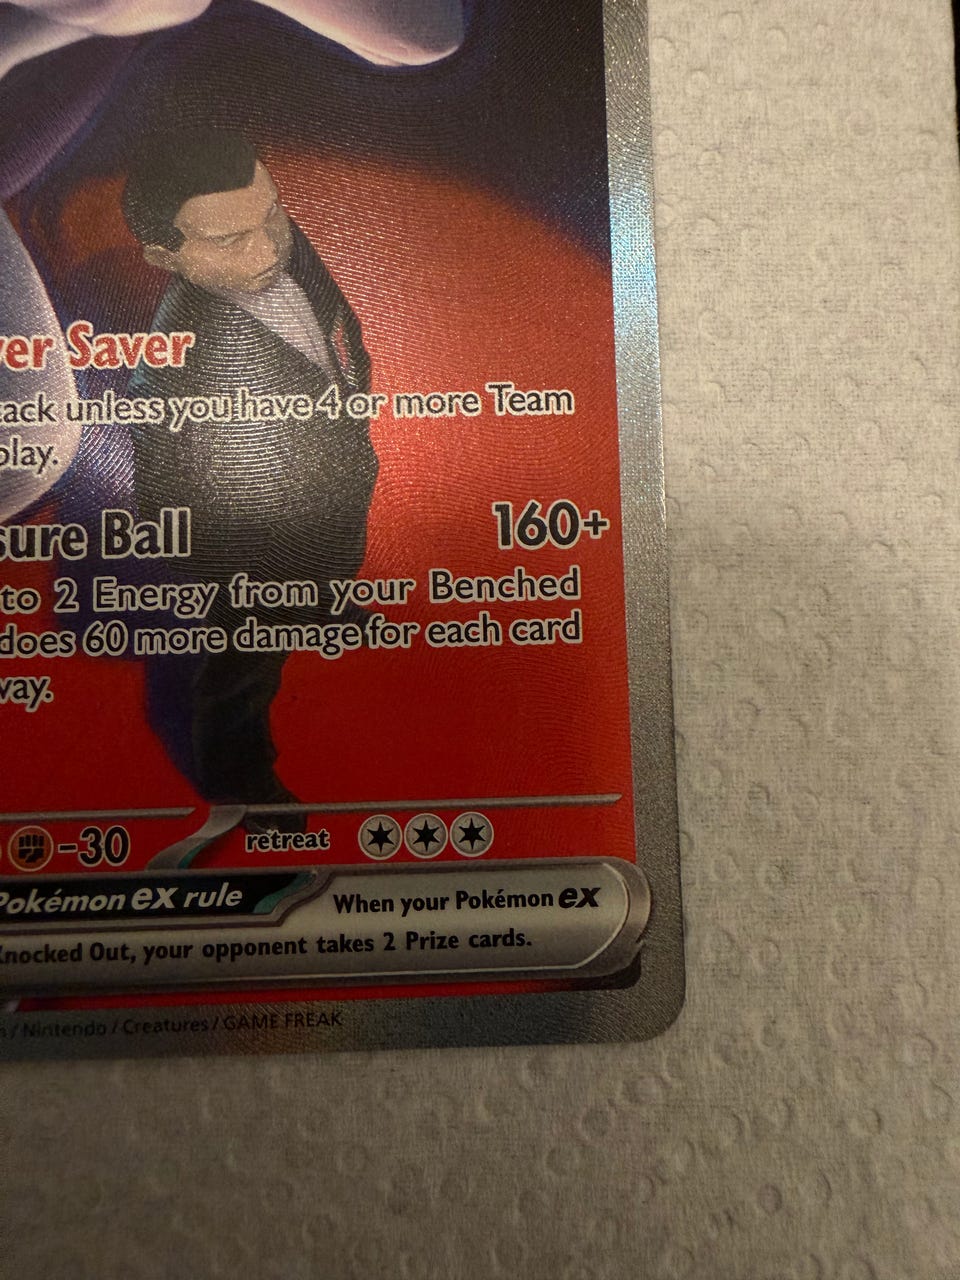 ver Saver
tack unless you have 4 or more Team
play.
sure Ball 160+
to 2 Energy from your Benched
does 60 more damage for each card
way.
-30 retreat
Pokémon ex rule When your Pokémon ex
Knocked Out, your opponent takes 2 Prize cards.
/ Nintendo / Creatures / GAME FREAK